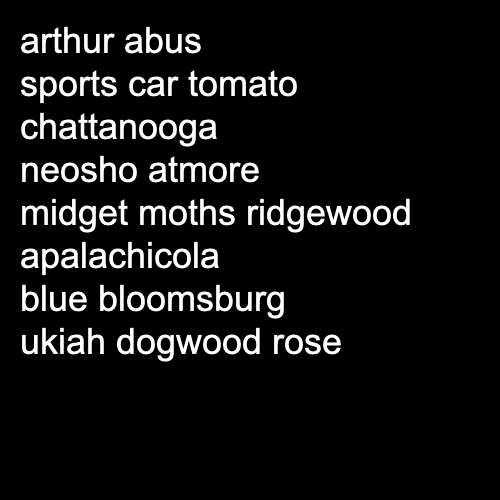 arthur abus
sports car tomato
chattanooga
neosho atmore
midget moths ridgewood
apalachicola
blue bloomsburg
ukiah dogwood rose